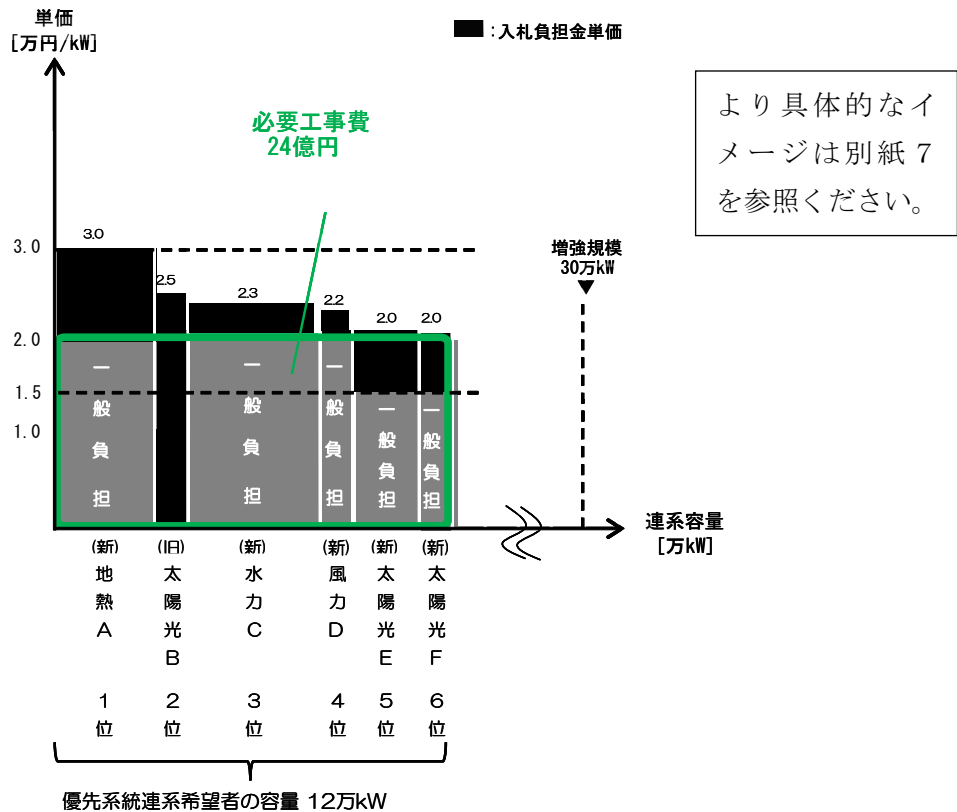 単価
[万円/kW]
■:入札負担金単価
より具体的なイ
メージは別紙7
を参照ください。
必要工事費
24億円
増強規模
30万kW
3.0
2.0
1.5
1.0
3.0
2.5
2.3
2.2
2.0
2.0
一般負担
一般負担
一般負担
一般負担
一般負担
連系容量
[万kW]
(新)地熱A
(旧)太陽光B
(新)水力C
(新)風力D
(新)太陽光E
(新)太陽光F
1位
2位
3位
4位
5位
6位
優先系統連系希望者の容量 12万kW